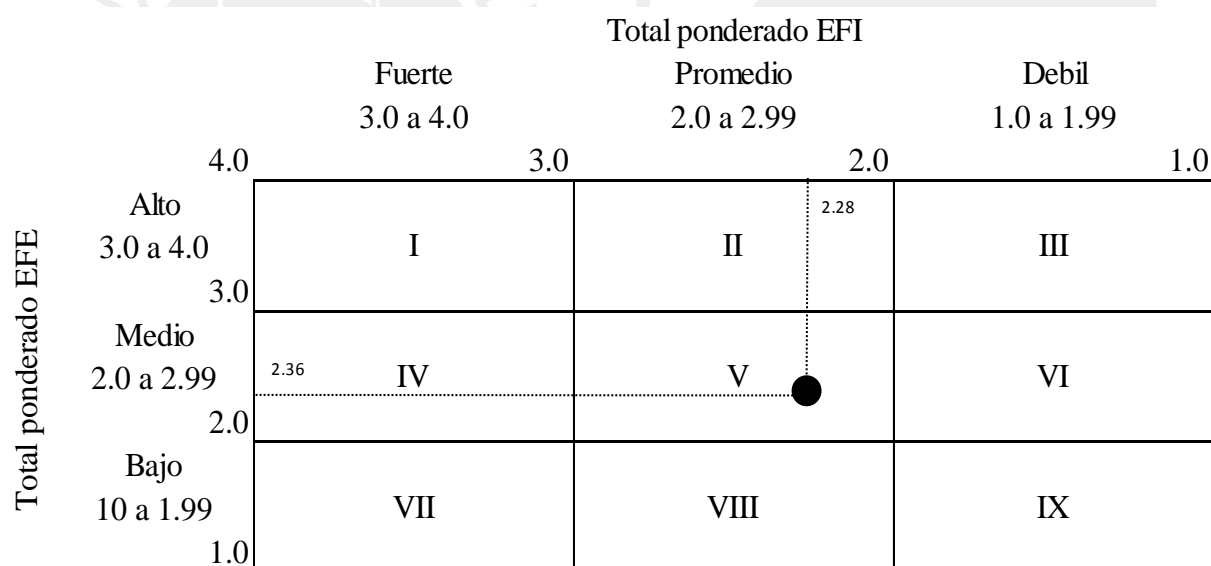 Total ponderado EFI
Fuerte Promedio Debil
3.0 a 4.0 2.0 a 2.99 1.0 a 1.99
4.0 3.0 2.0 1.0
Total ponderado EFE
Alto
3.0 a 4.0
I II 2.28 III
3.0
Medio
2.0 a 2.99
2.36 IV V VI
2.0
Bajo
10 a 1.99
VII VIII IX
1.0